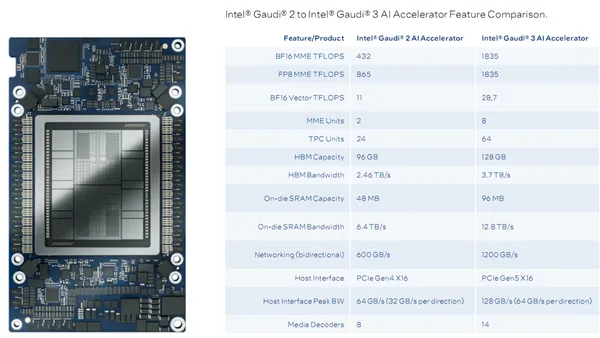 Intel® Gaudi® 2 to Intel® Gaudi® 3 AI Accelerator Feature Comparison.
Feature/Product Intel® Gaudi® 2 AI Accelerator Intel® Gaudi® 3 AI Accelerator
BF16 MME TFLOPS 432 1835
FP8 MME TFLOPS 865 1835
BF16 Vector TFLOPS 11 28,7
MME Units 2 8
TPC Units 24 64
HBM Capacity 96 GB 128 GB
HBM Bandwidth 2.46 TB/s 3.7 TB/s
On-die SRAM Capacity 48 MB 96 MB
On-die SRAM Bandwidth 6.4 TB/s 12.8 TB/s
Networking (bidirectional) 600 GB/s 1200 GB/s
Host Interface PCIe Gen4 X16 PCIe Gen5 X16
Host Interface Peak BW 64 GB/s (32 GB/s per direction) 128 GB/s (64 GB/s per direction)
Media Decoders 8 14